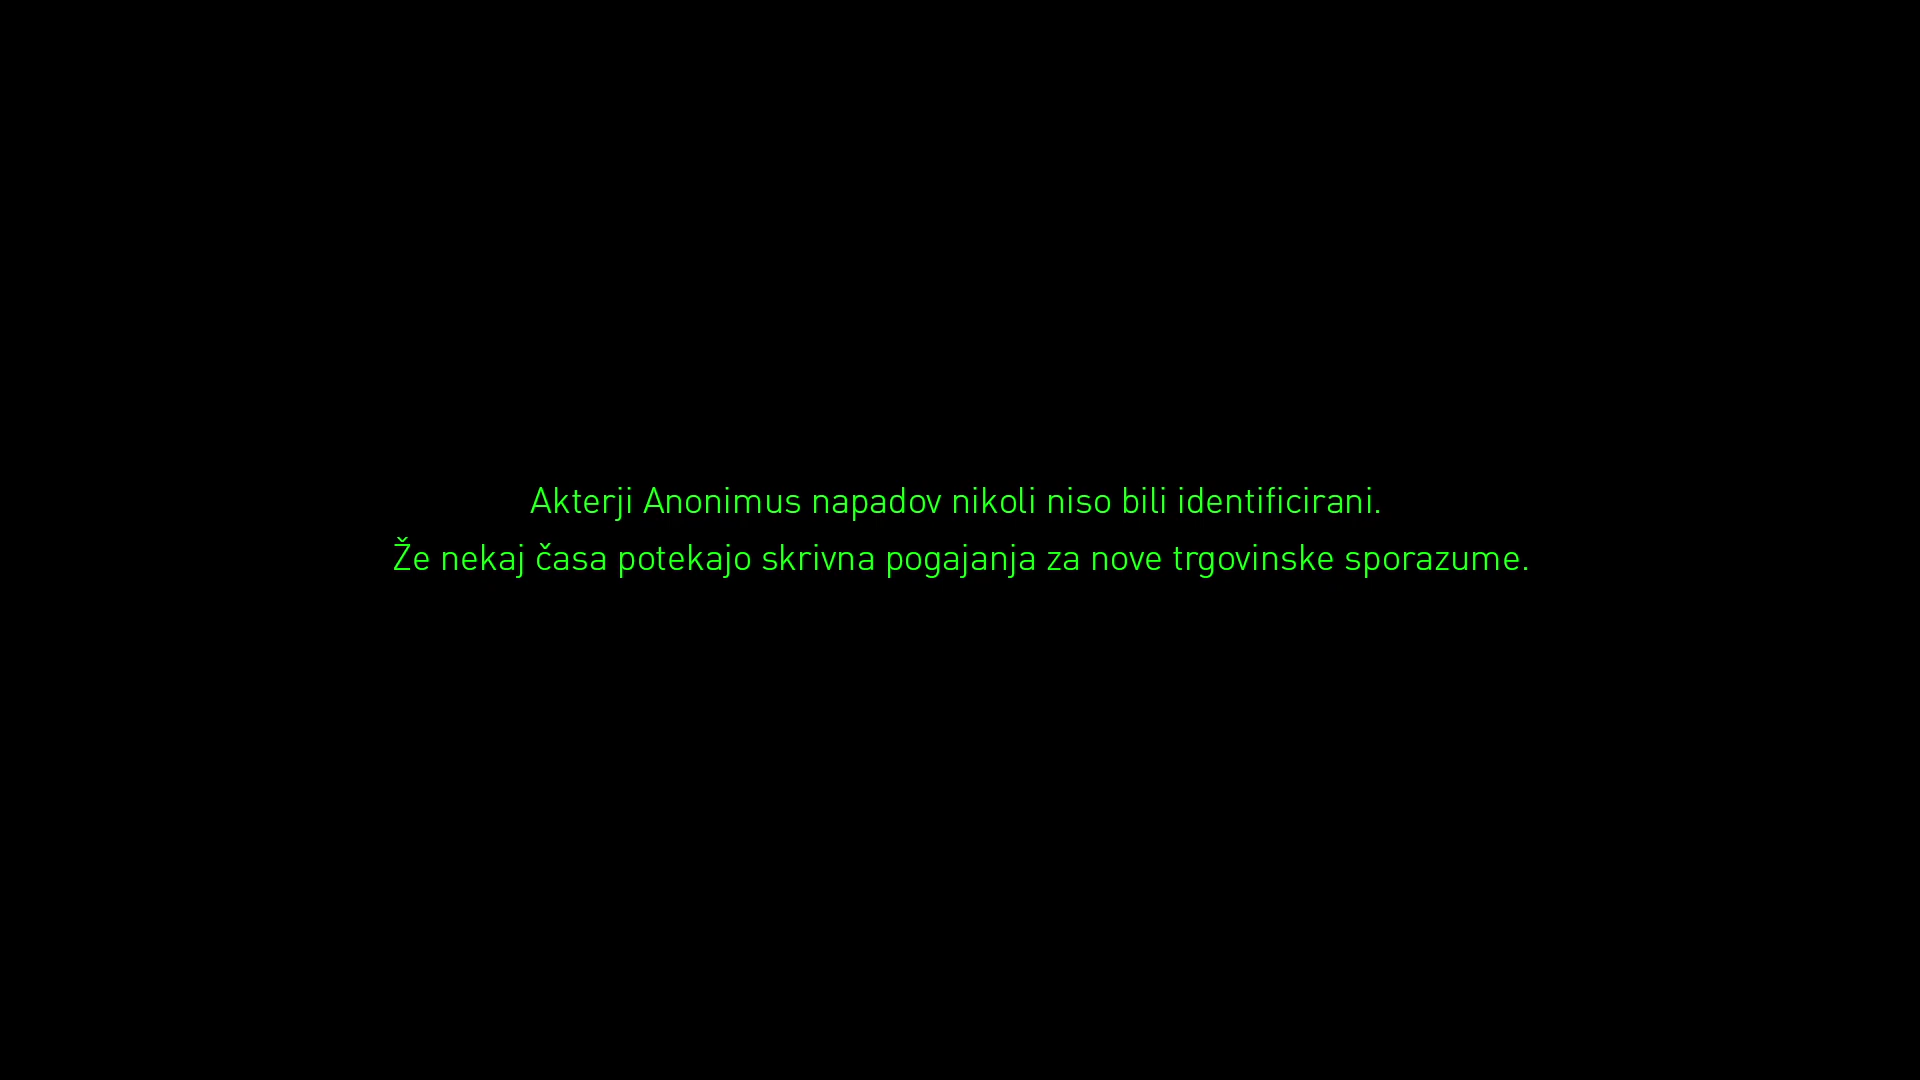 Akterji Anonimus napadov nikoli niso bili identificirani.
Že nekaj časa potekajo skrivna pogajanja za nove trgovinske sporazume.